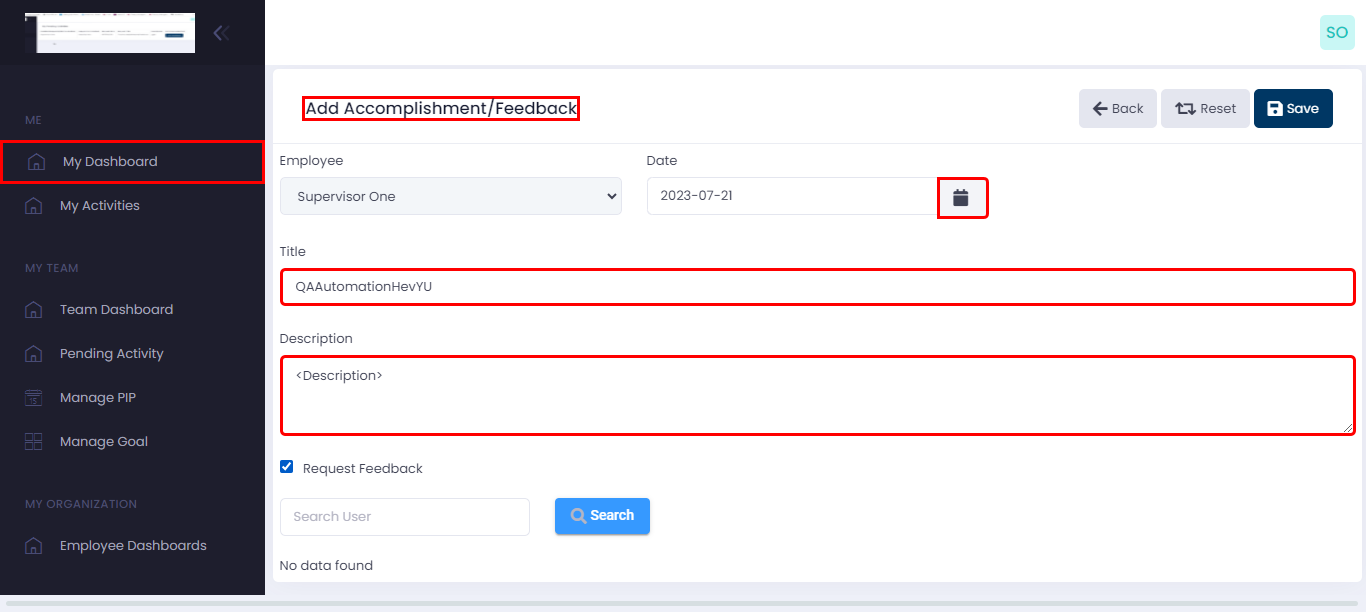 SO
ME
My Dashboard
My Activities
MY TEAM
Team Dashboard
Pending Activity
15
Manage PIP
Manage Goal
MY ORGANIZATION
Employee Dashboards
Add Accomplishment/Feedback
Back
Reset
Save
Employee
Date
Supervisor One
2023-07-21
Title
QAAutomationHevYU
Description
<Description>
Request Feedback
Search User
Search
No data found